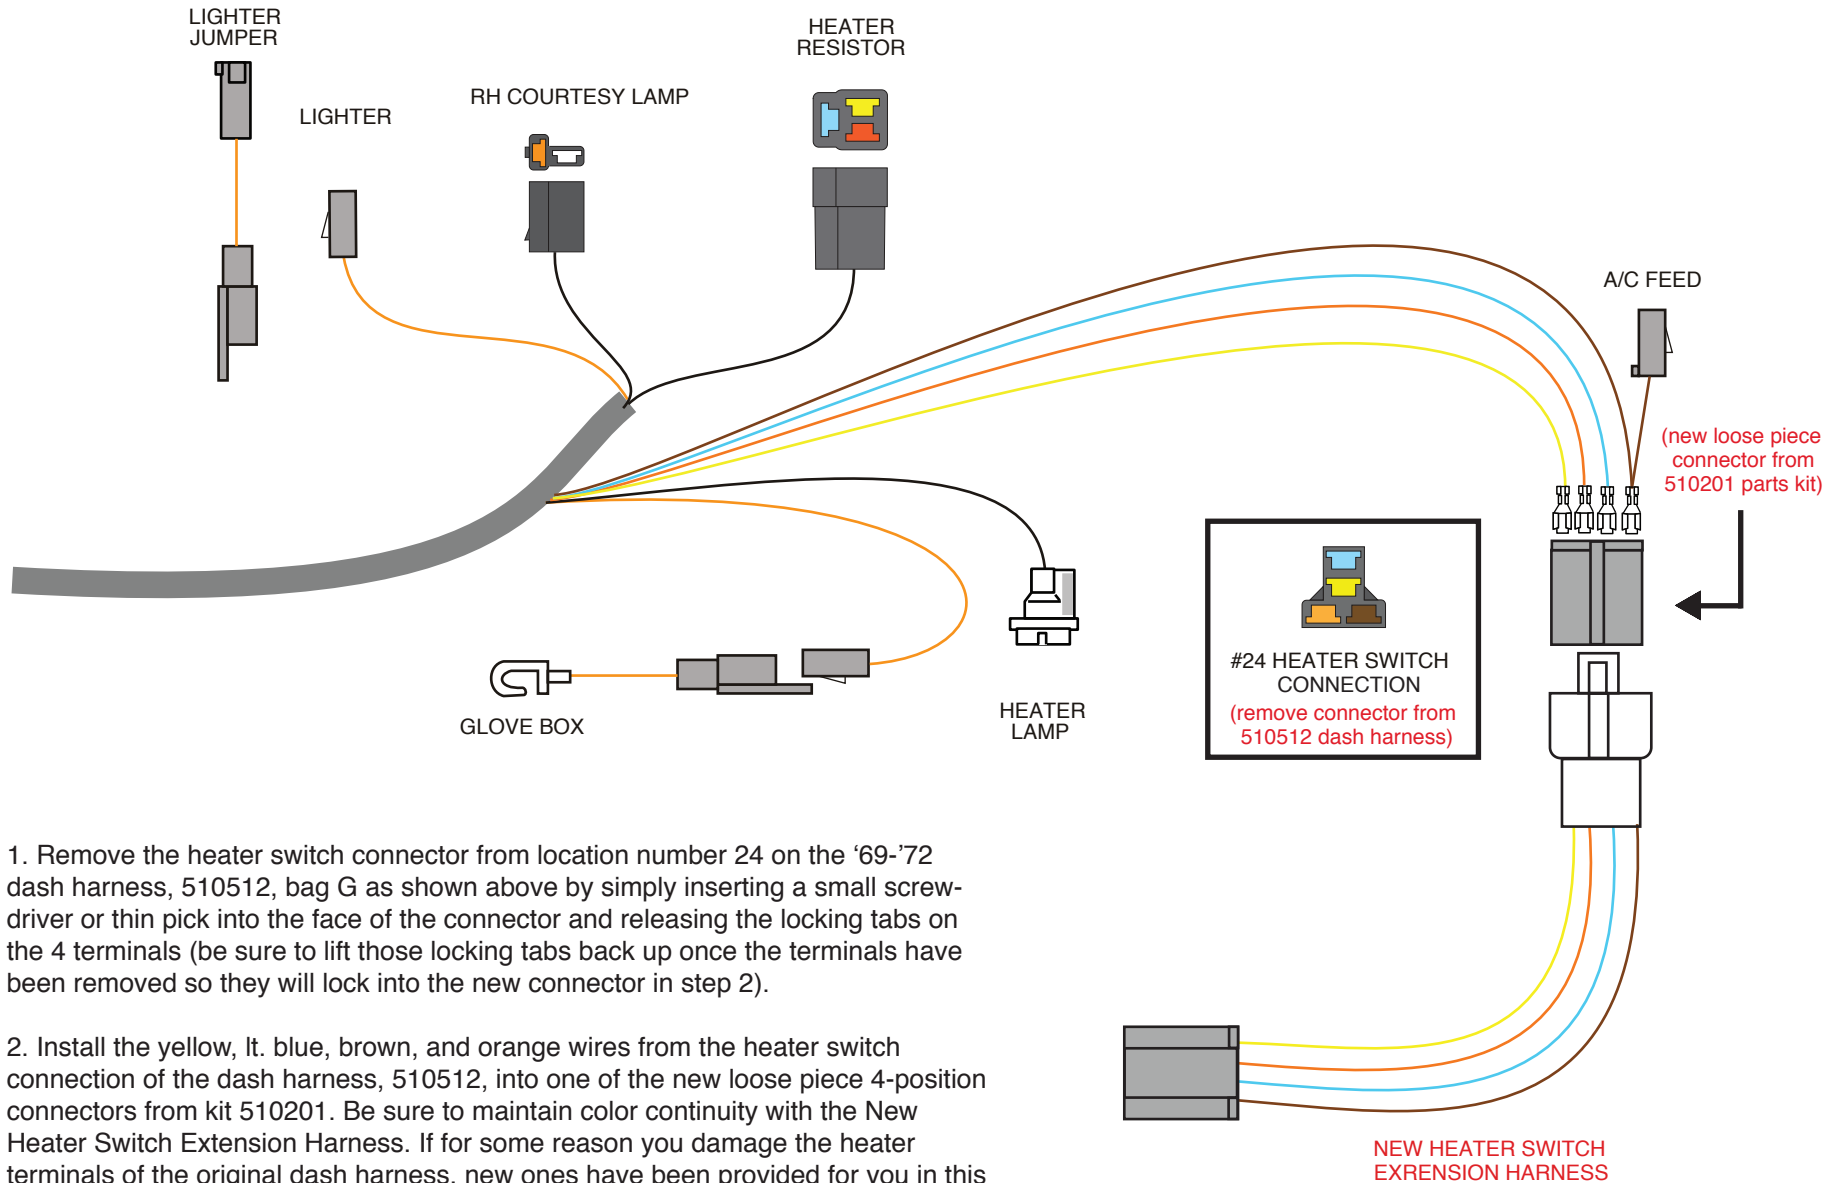 LIGHTER
JUMPER
LIGHTER
RH COURTESY LAMP
HEATER
RESISTOR
A/C FEED
(new loose piece
connector from
510201 parts kit)
#24 HEATER SWITCH
CONNECTION
(remove connector from
510512 dash harness)
GLOVE BOX
HEATER
LAMP
1. Remove the heater switch connector from location number 24 on the ‘69-’72
dash harness, 510512, bag G as shown above by simply inserting a small screw-
driver or thin pick into the face of the connector and releasing the locking tabs on
the 4 terminals (be sure to lift those locking tabs back up once the terminals have
been removed so they will lock into the new connector in step 2).
2. Install the yellow, lt. blue, brown, and orange wires from the heater switch
connection of the dash harness, 510512, into one of the new loose piece 4-position
connectors from kit 510201. Be sure to maintain color continuity with the New
Heater Switch Extension Harness. If for some reason you damage the heater
terminals of the original dash harness, new ones have been provided for you in this
NEW HEATER SWITCH
EXRENSION HARNESS